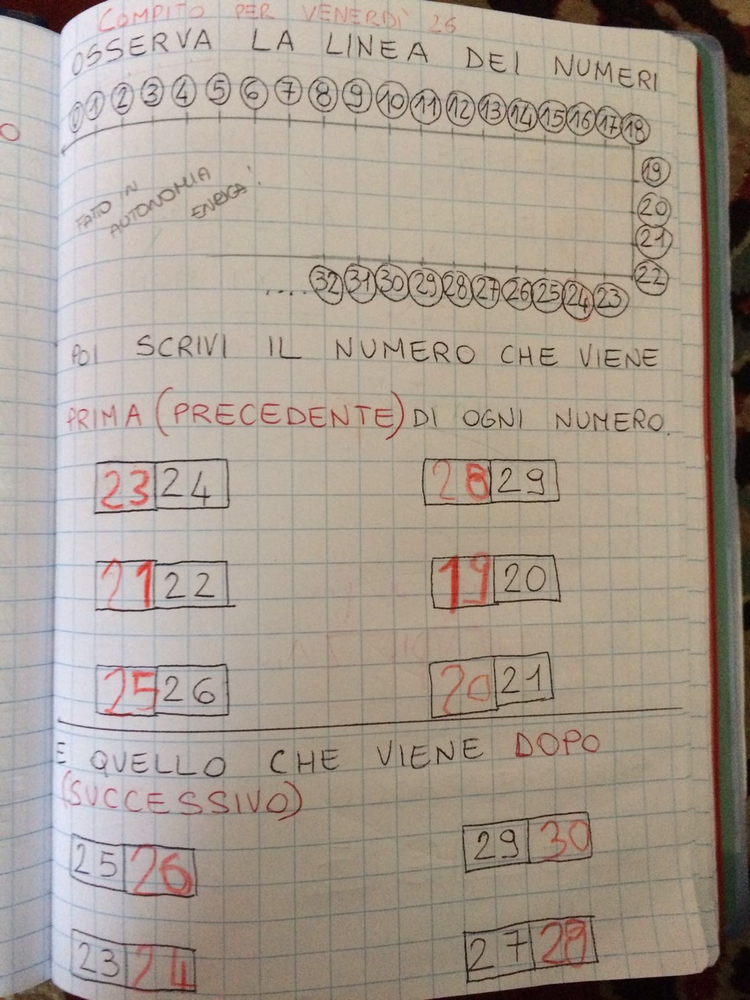 COMPITO PER VENERDÌ 26
OSSERVA LA LINEA DEI NUMERI
0 1 2 3 4 5 6 7 8 9 10 11 12 13 14 15 16 17 18
19
20
21
22
.... 32 31 30 29 28 27 26 25 24 23
FATTO IN
AUTONOMIA
ENRICA!
POI SCRIVI IL NUMERO CHE VIENE
PRIMA (PRECEDENTE) DI OGNI NUMERO.
23 24 28 29
21 22 19 20
25 26 20 21
E QUELLO CHE VIENE DOPO
(SUCCESSIVO)
25 26 29 30
23 24 27 28